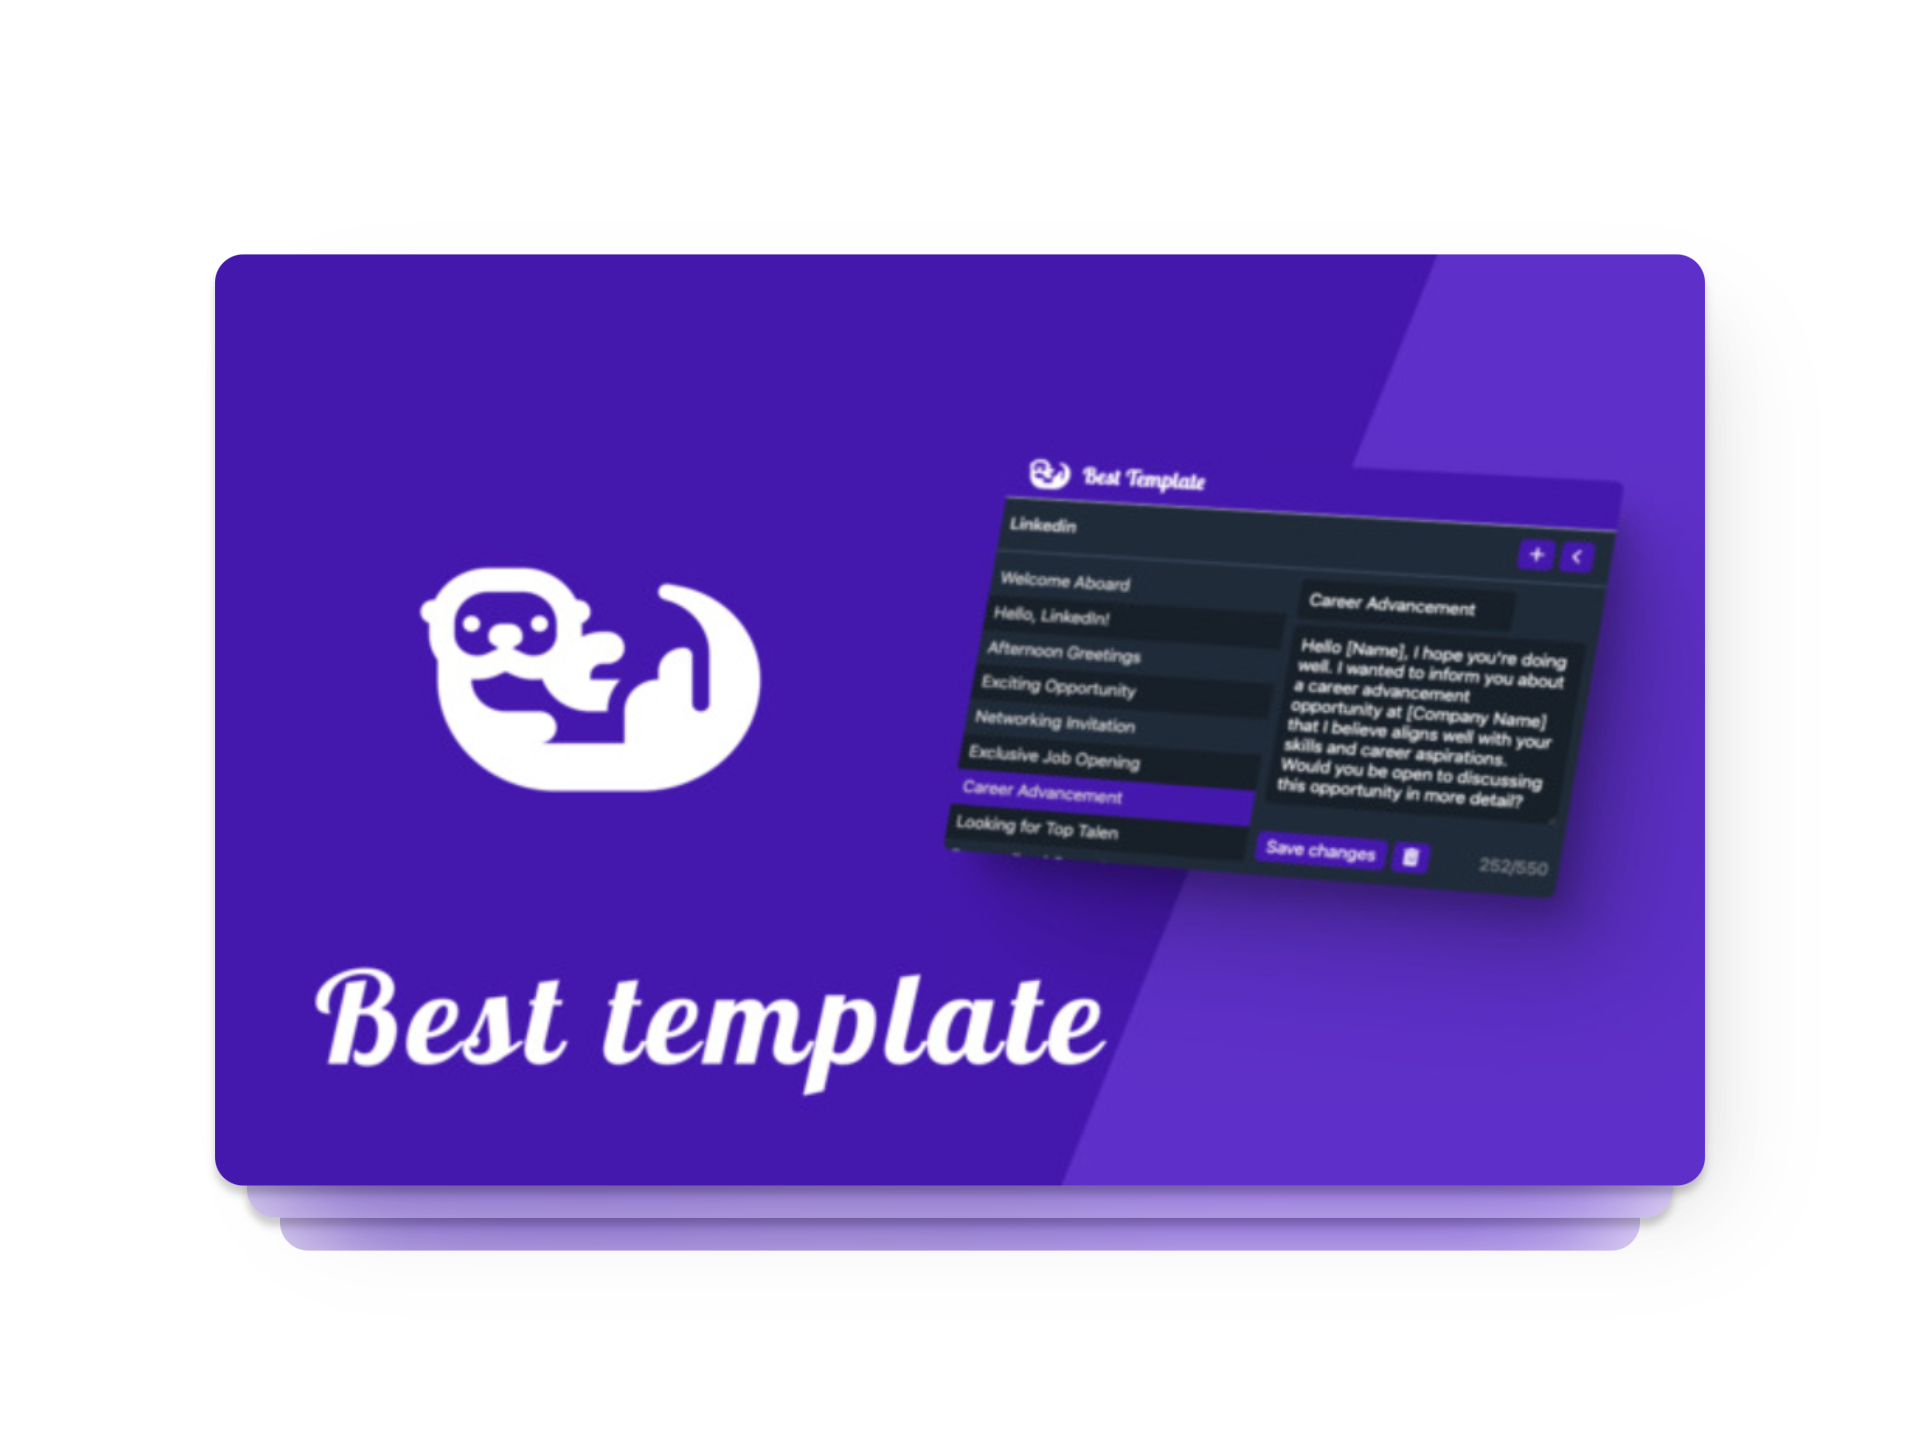 Best Template
Linkedin
Welcome Aboard
Hello, LinkedIn!
Afternoon Greetings
Exciting Opportunity
Networking Invitation
Exclusive Job Opening
Career Advancement
Looking for Top Talen
Career Advancement
Hello [Name], I hope you're doing
well. I wanted to inform you about
a career advancement
opportunity at [Company Name]
that I believe aligns well with your
skills and career aspirations.
Would you be open to discussing
this opportunity in more detail?
Save changes
252/550
Best template